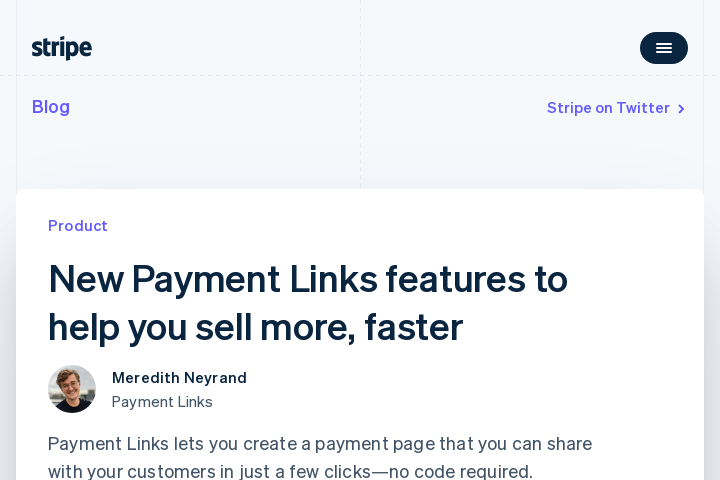 stripe
Blog
Stripe on Twitter
Product
New Payment Links features to
help you sell more, faster
Meredith Neyrand
Payment Links
Payment Links lets you create a payment page that you can share
with your customers in just a few clicks—no code required.